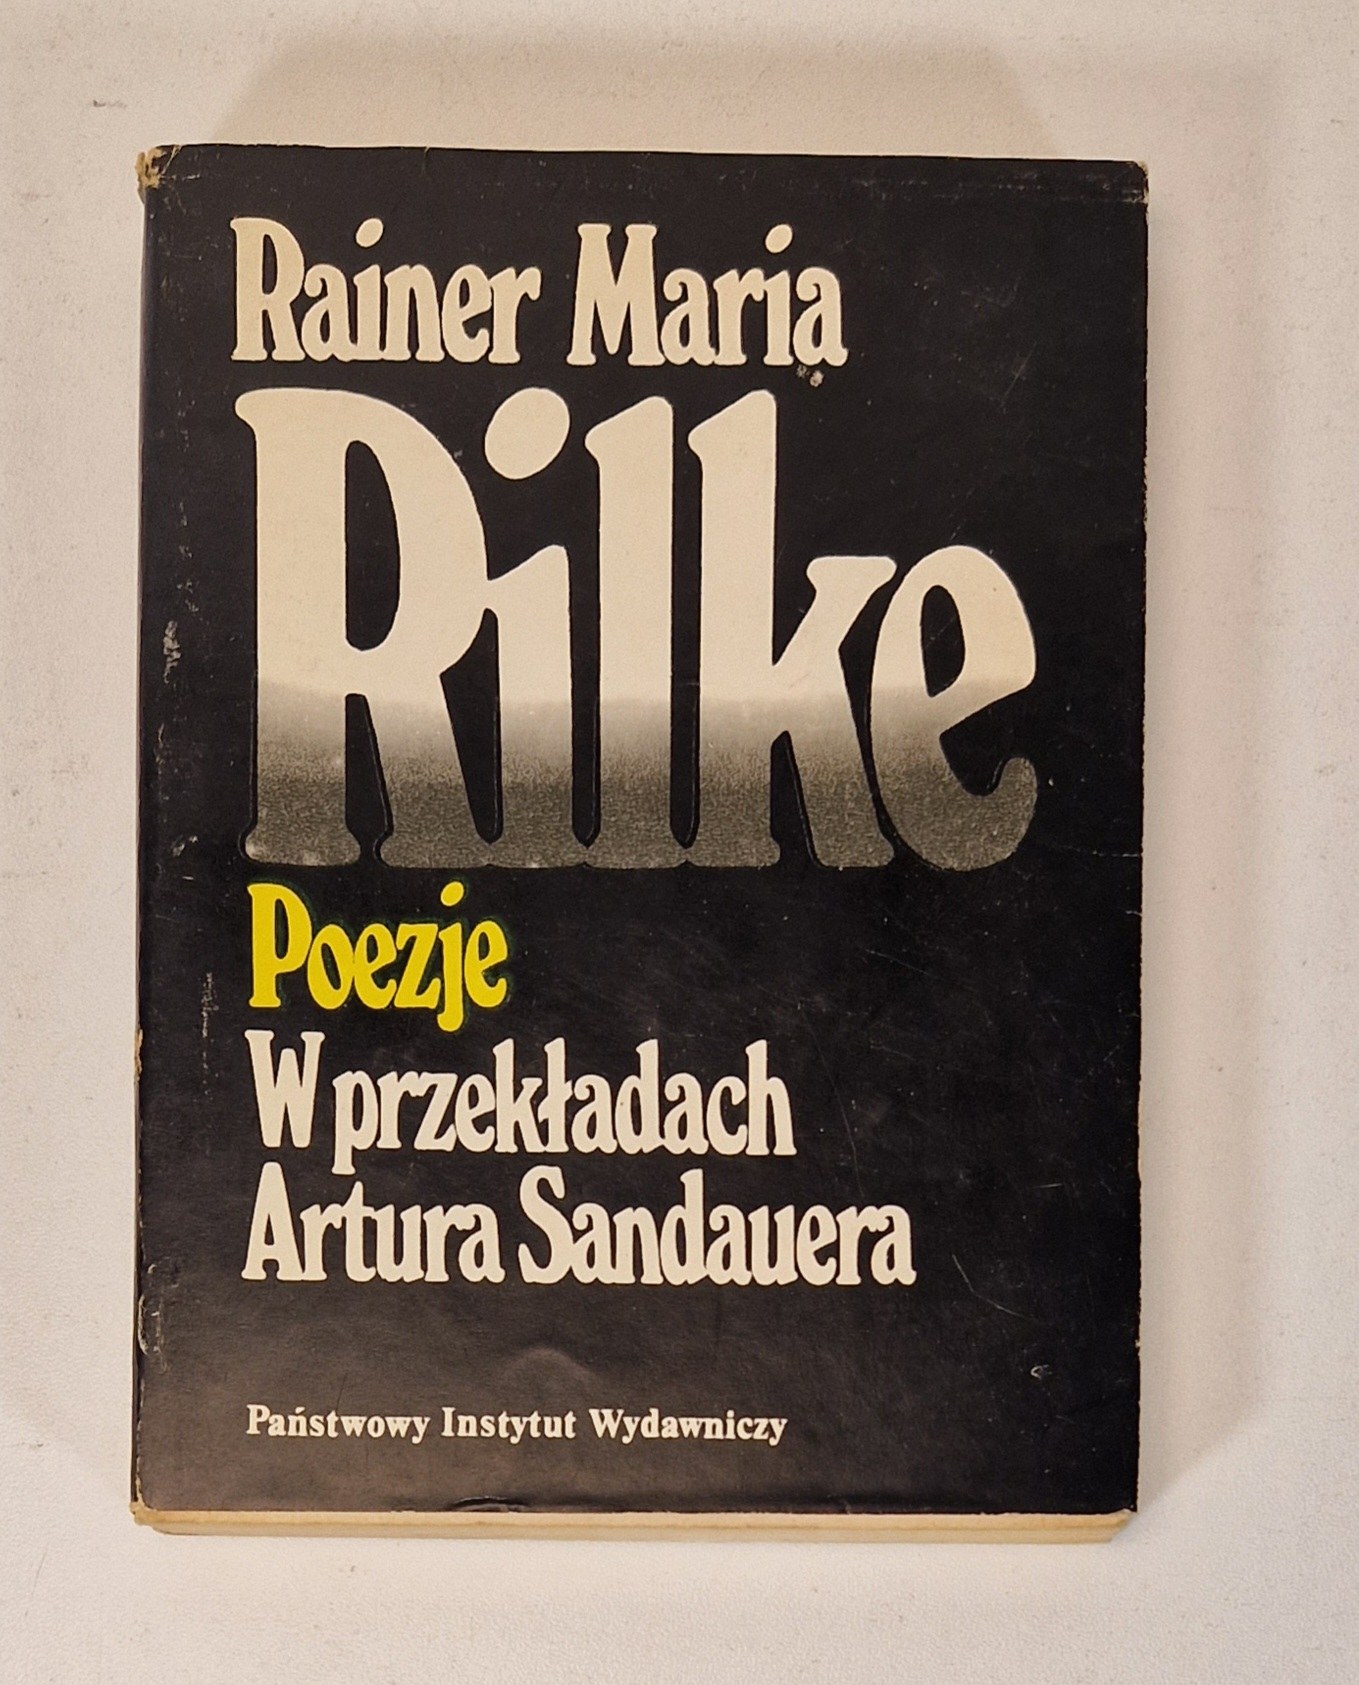 Rainer Maria
Rilke
Poezje
W przekładach
Artura Sandauera
Państwowy Instytut Wydawniczy